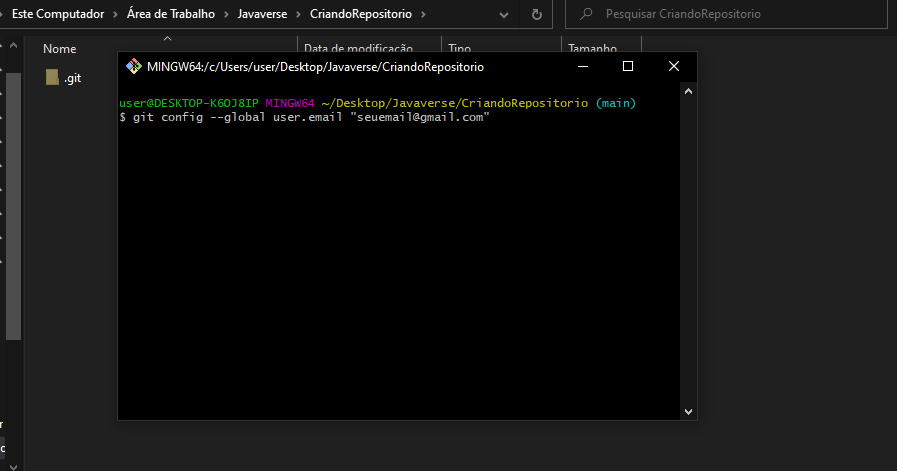 Este Computador > Área de Trabalho > Javaverse > CriandoRepositorio >
Pesquisar CriandoRepositorio
Nome
Data de modificação
Tipo
Tamanho
.git
MINGW64:/c/Users/user/Desktop/Javaverse/CriandoRepositorio
user@DESKTOP-K6OJ8IP MINGW64 ~/Desktop/Javaverse/CriandoRepositorio (main)
$ git config --global user.email "seuemail@gmail.com"